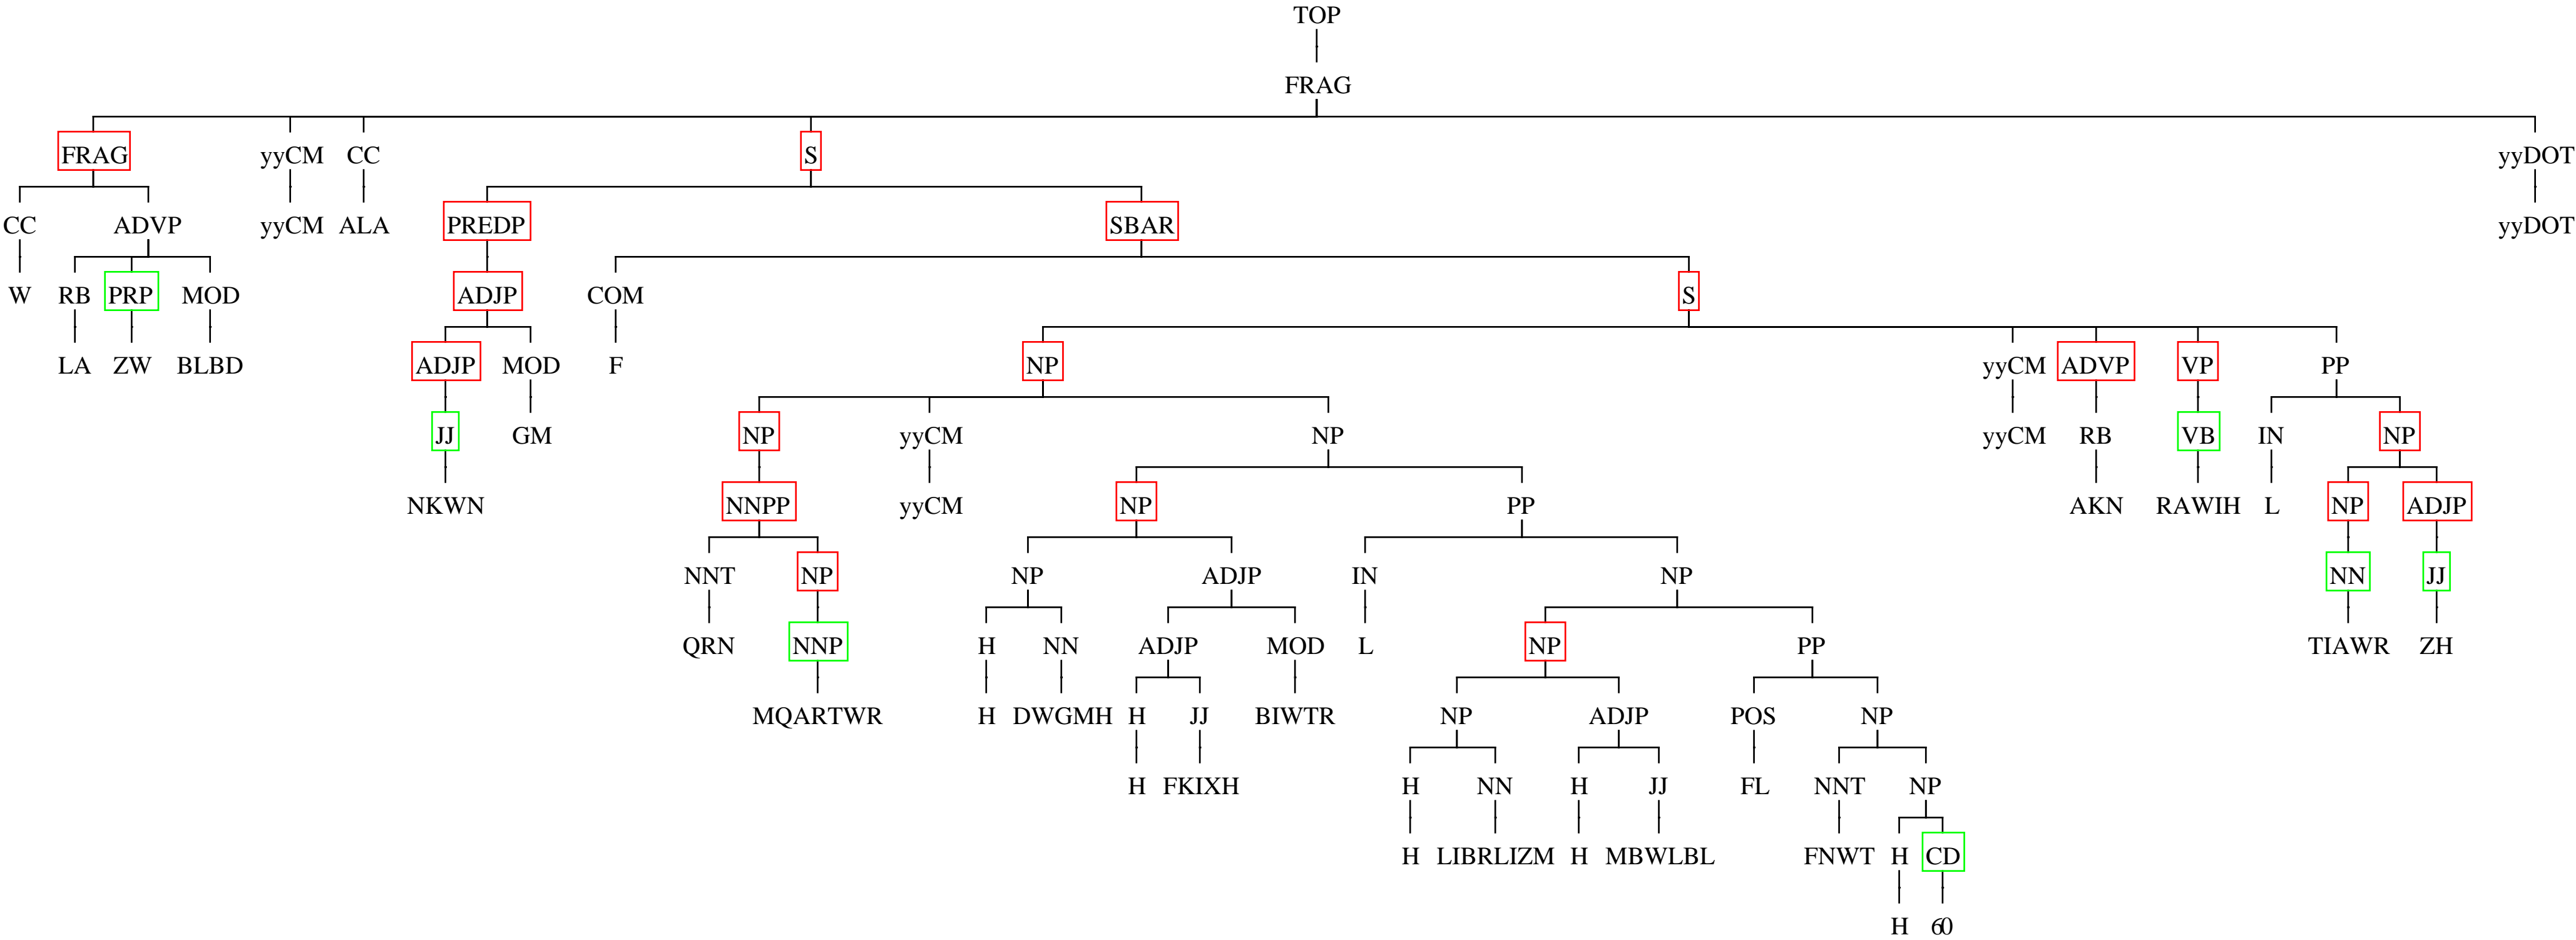 TOP
FRAG
FRAG yyCM CC S yyDOT
CC ADVP yyCM ALA PREDP SBAR yyDOT
W RB PRP MOD ADJP COM S
LA ZW BLBD ADJP MOD F NP yyCM ADVP VP PP
JJ GM NP yyCM NP yyCM RB VB IN NP
NKWN NNPP yyCM NP PP AKN RAWIH L NP ADJP
NNT NP NP ADJP IN NP NN JJ
QRN NNP H NN ADJP MOD L NP PP TIAWR ZH
MQARTWR H DWGMH H JJ BIWTR NP ADJP POS NP
H FKIXH H NN H JJ FL NNT NP
H LIBRLIZM H MBWLBL FNWT H CD
H 60